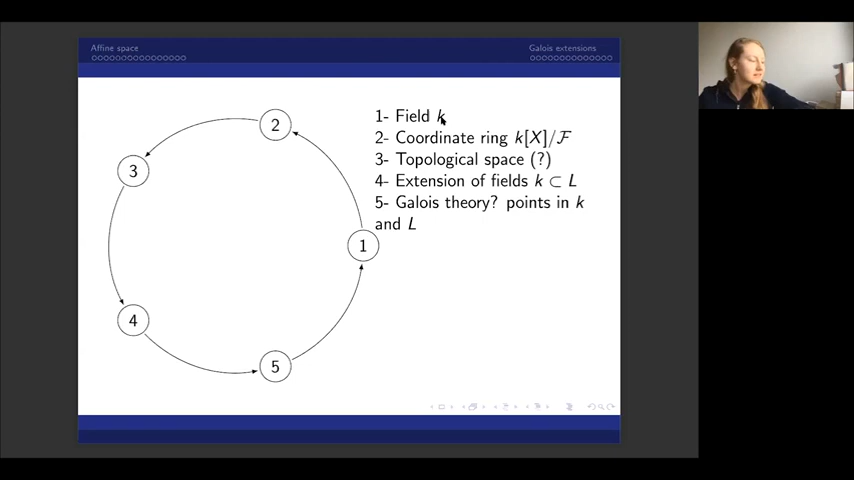 Affine space
Galois extensions
1- Field k
2- Coordinate ring k[X]/ℱ
3- Topological space (?)
4- Extension of fields k ⊂ L
5- Galois theory? points in k
and L
2
3
1
4
5